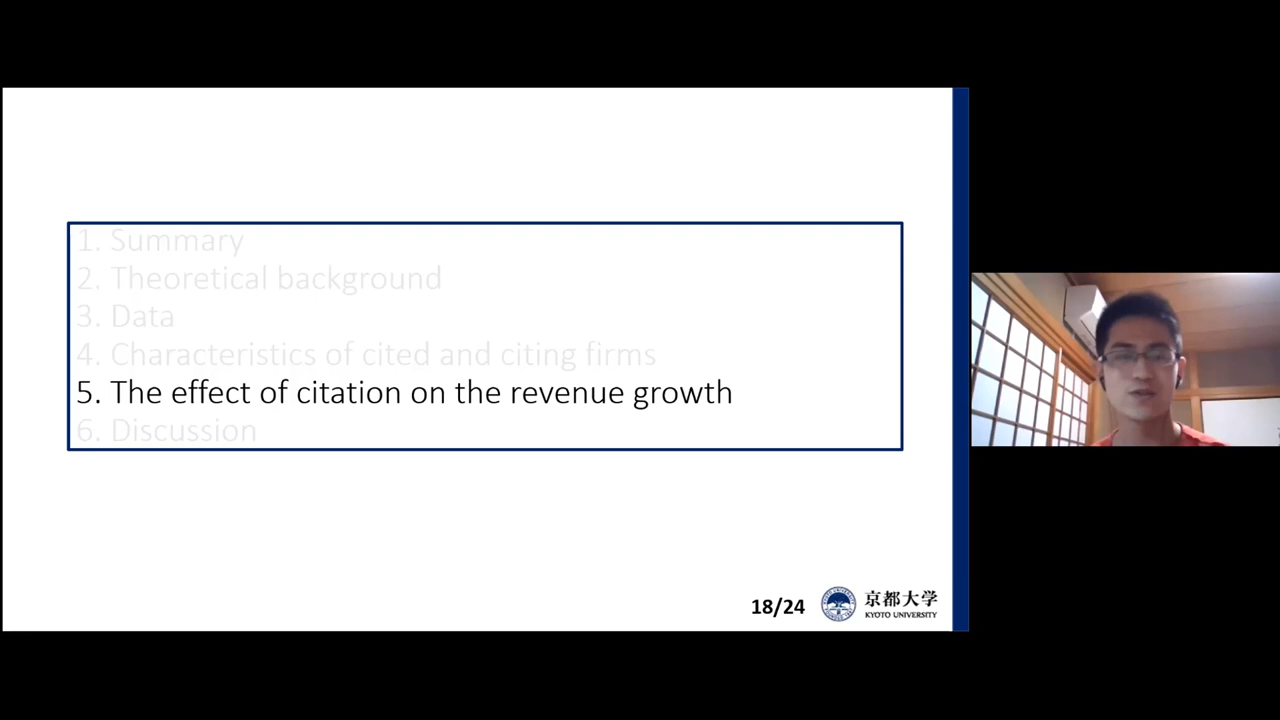 1. Summary
2. Theoretical background
3. Data
4. Characteristics of cited and citing firms
5. The effect of citation on the revenue growth
6. Discussion
18/24
京都大学
KYOTO UNIVERSITY